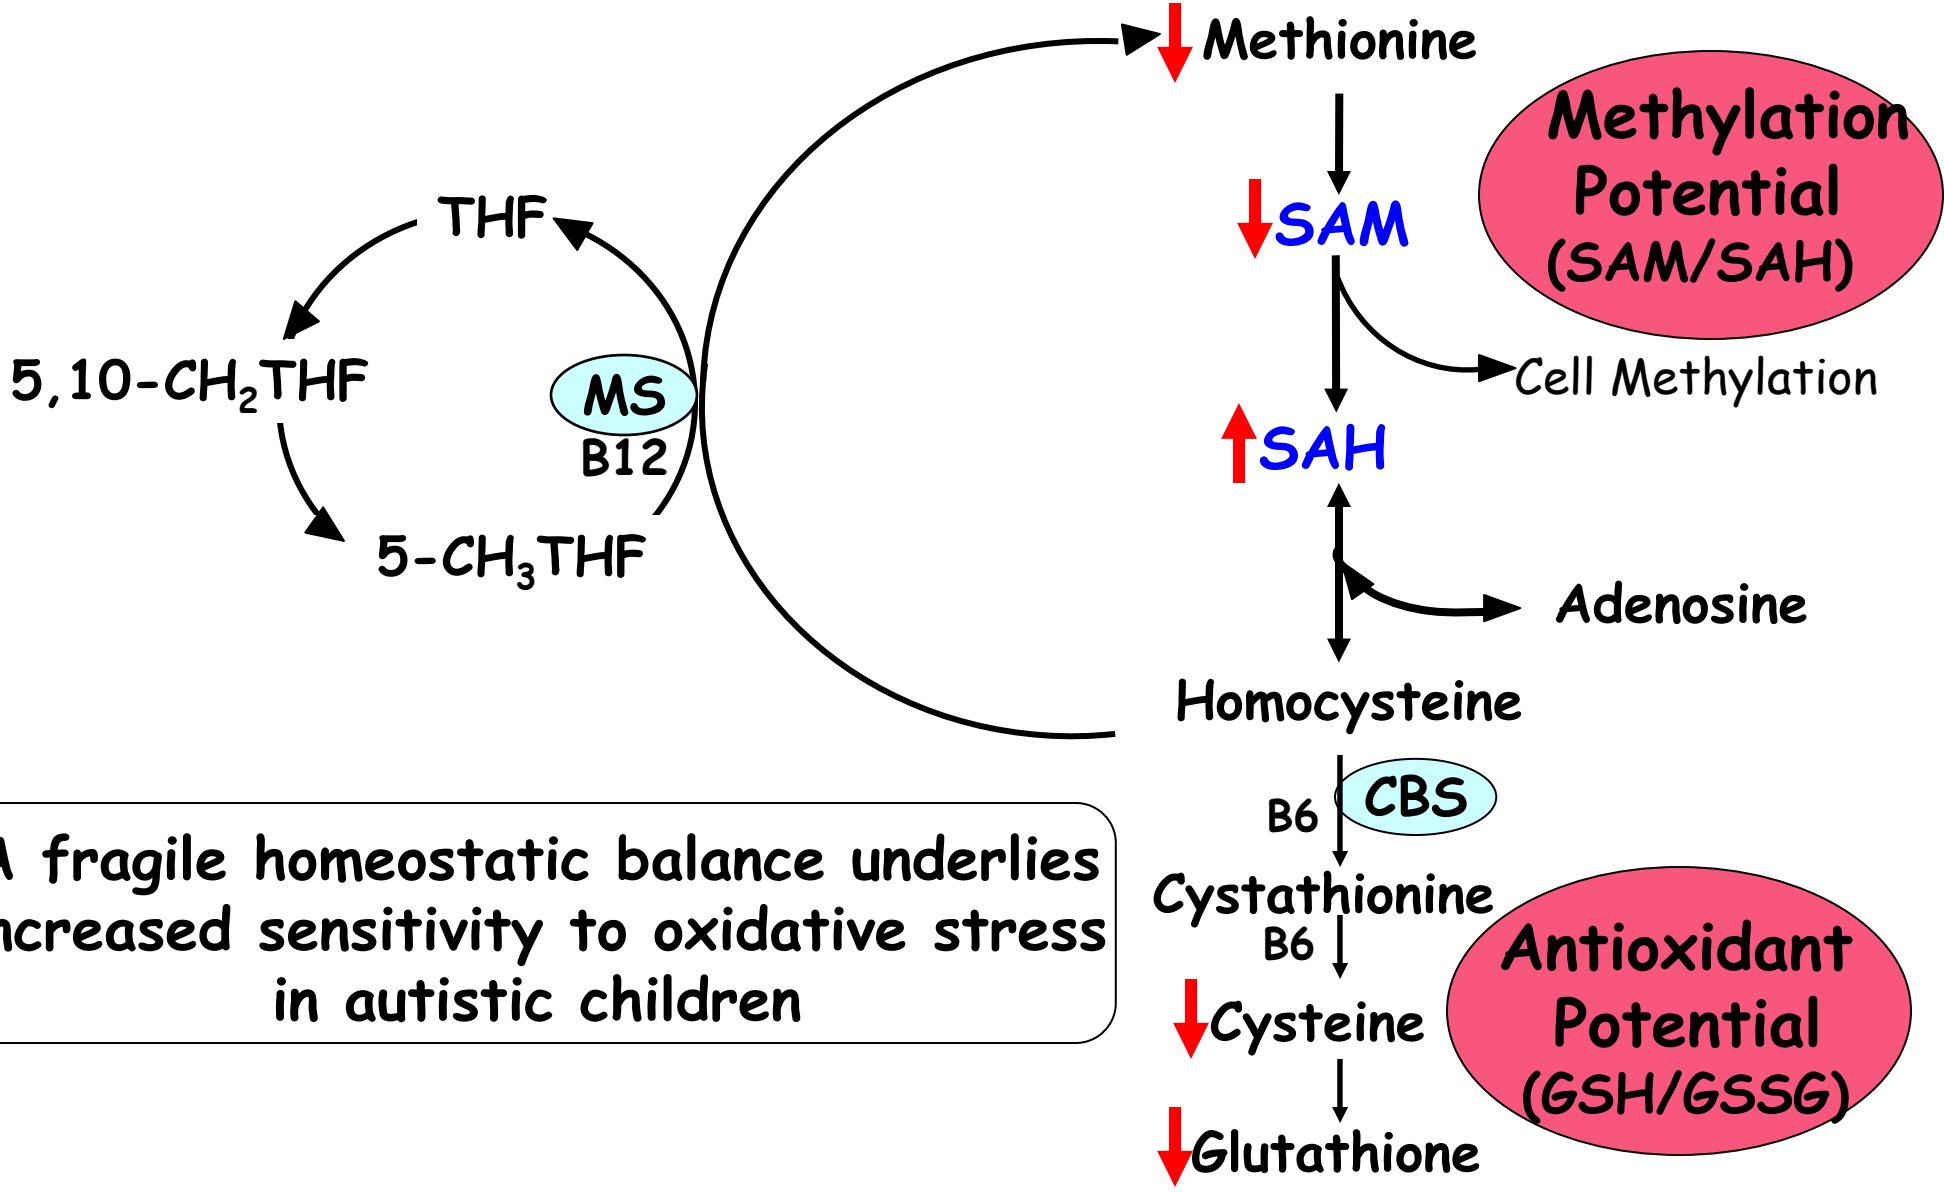 Methionine
Methylation
Potential
(SAM/SAH)
THF
SAM
5,10-CH₂THF
MS
Cell Methylation
B12
SAH
5-CH₃THF
Adenosine
Homocysteine
CBS
B6
fragile homeostatic balance underlies
Cystathionine
ncreased sensitivity to oxidative stress
B6
Antioxidant
Potential
(GSH/GSSG)
in autistic children
Cysteine
Glutathione